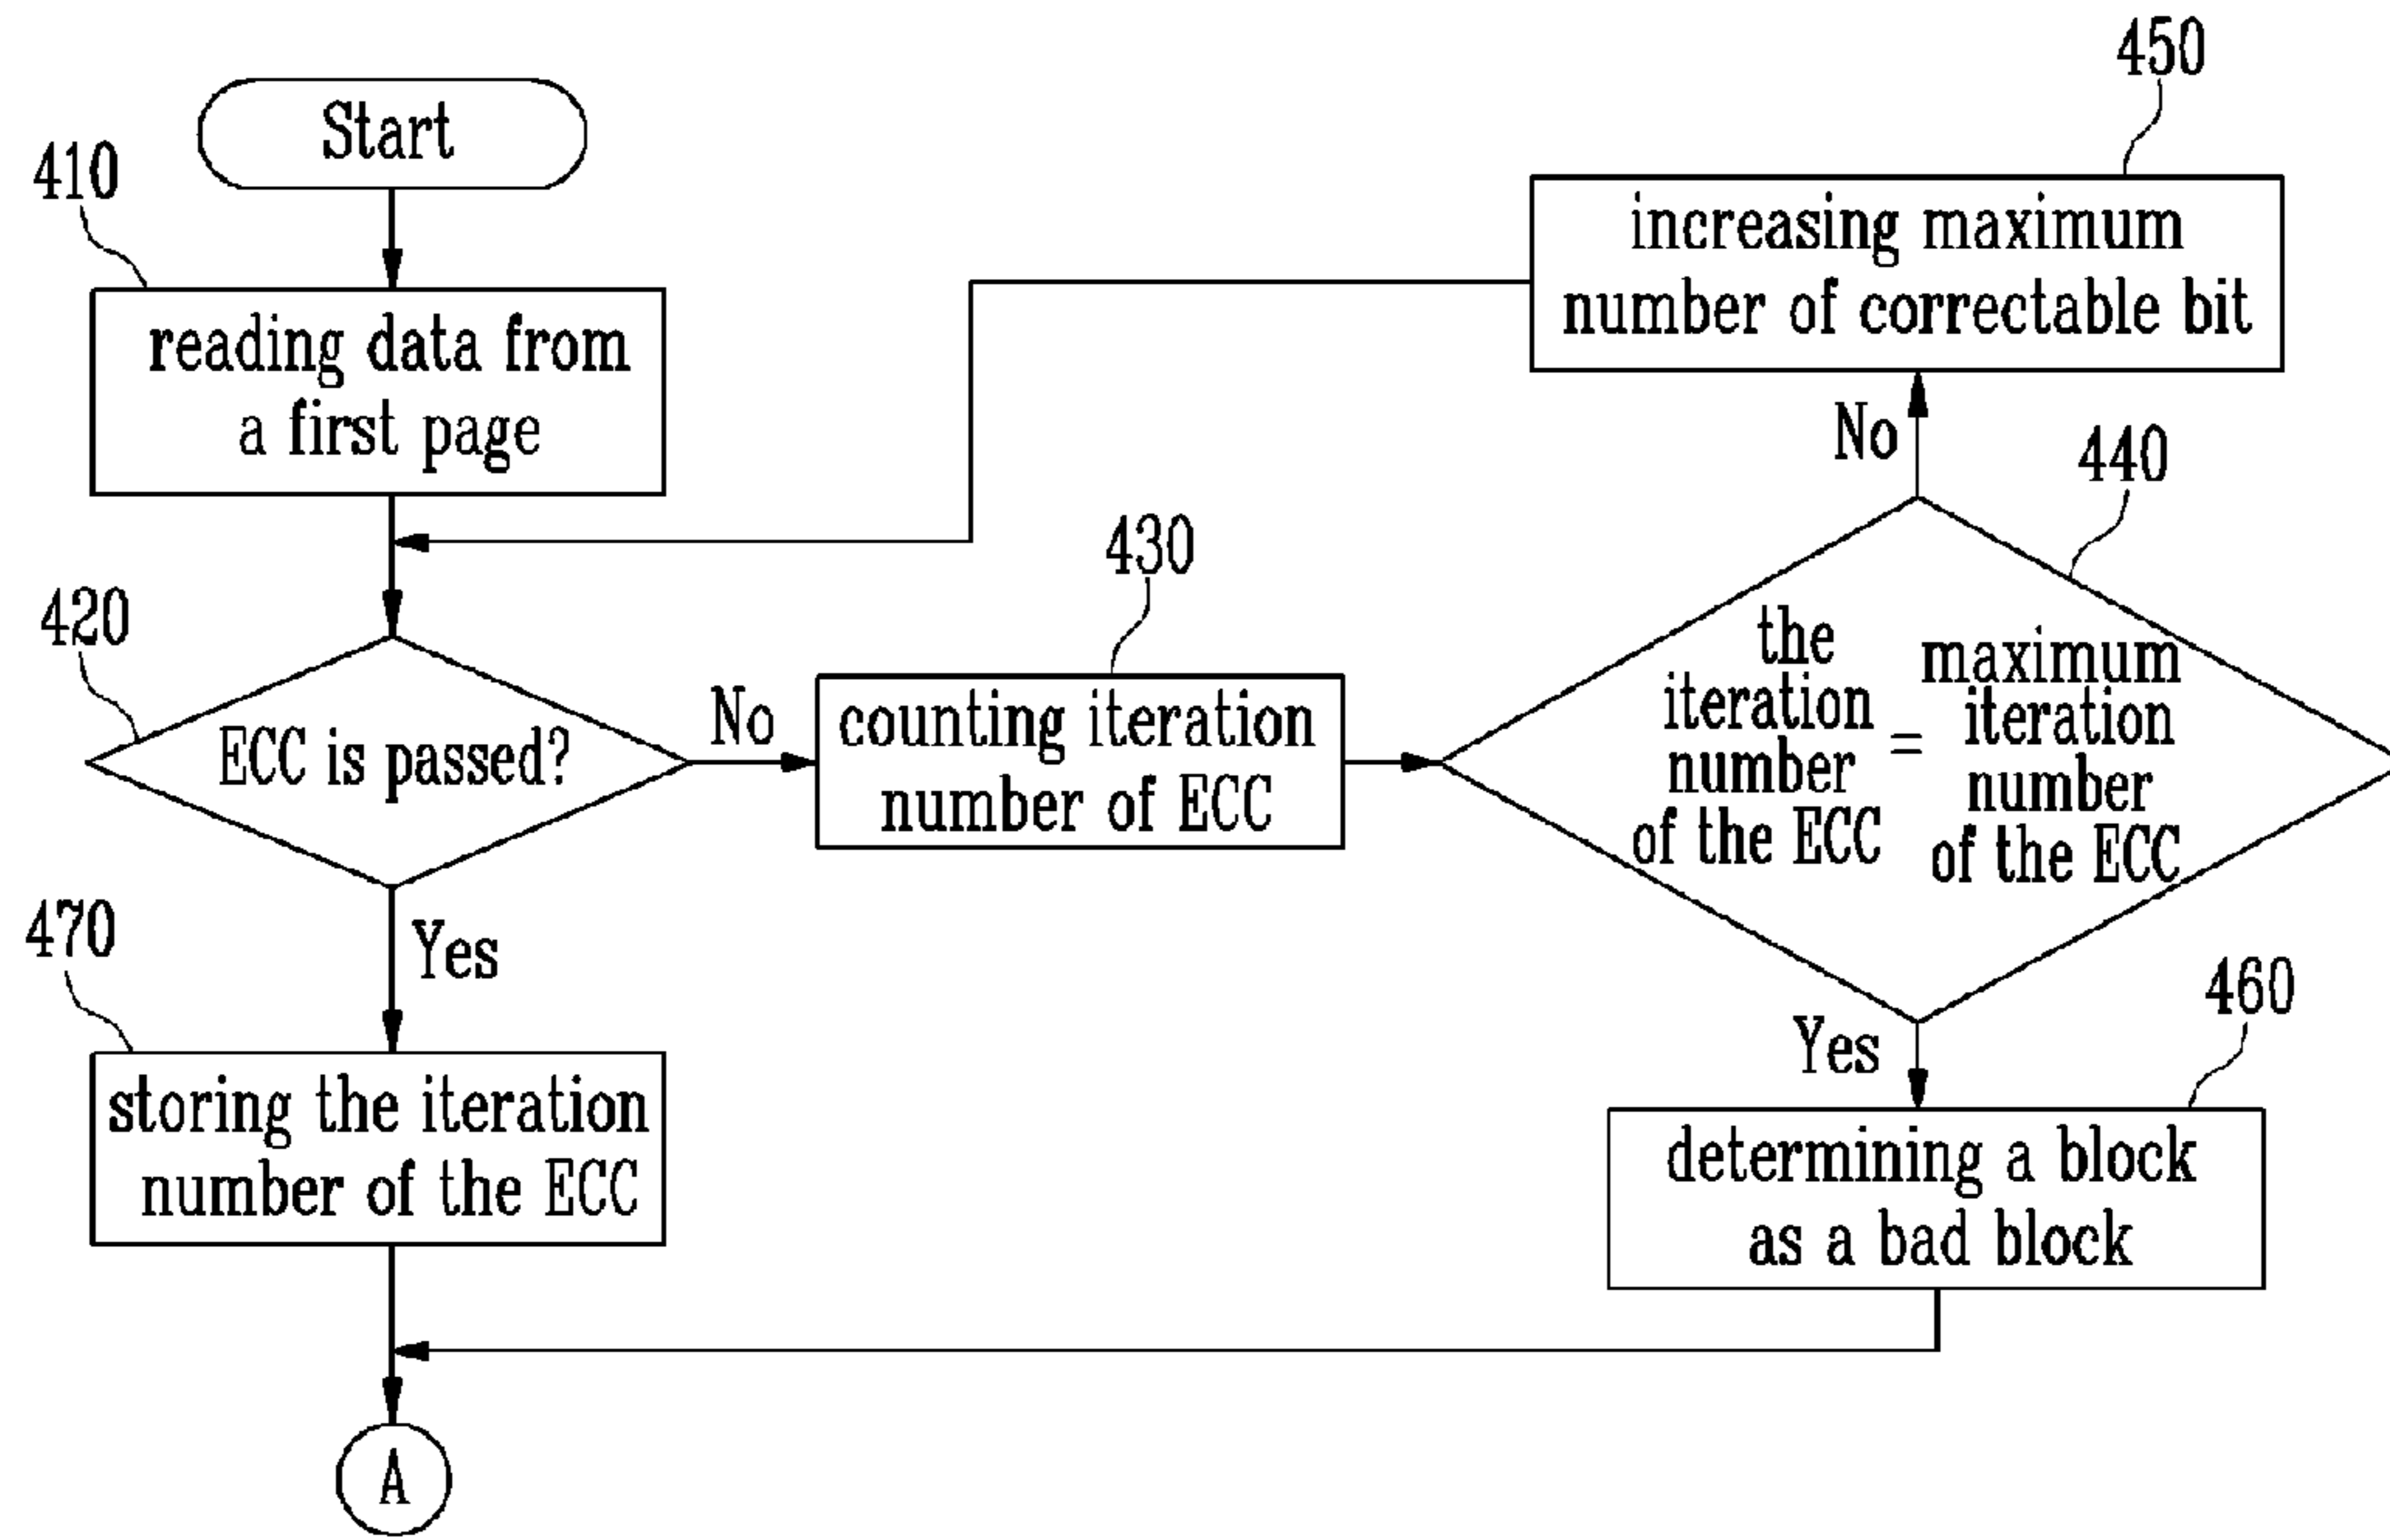 Start
410
reading data from
a first page
420
ECC is passed?
No
430
counting iteration
number of ECC
440
the
iteration
number
of the ECC
=
maximum
iteration
number
of the ECC
No
450
increasing maximum
number of correctable bit
Yes
460
determining a block
as a bad block
Yes
470
storing the iteration
number of the ECC
A